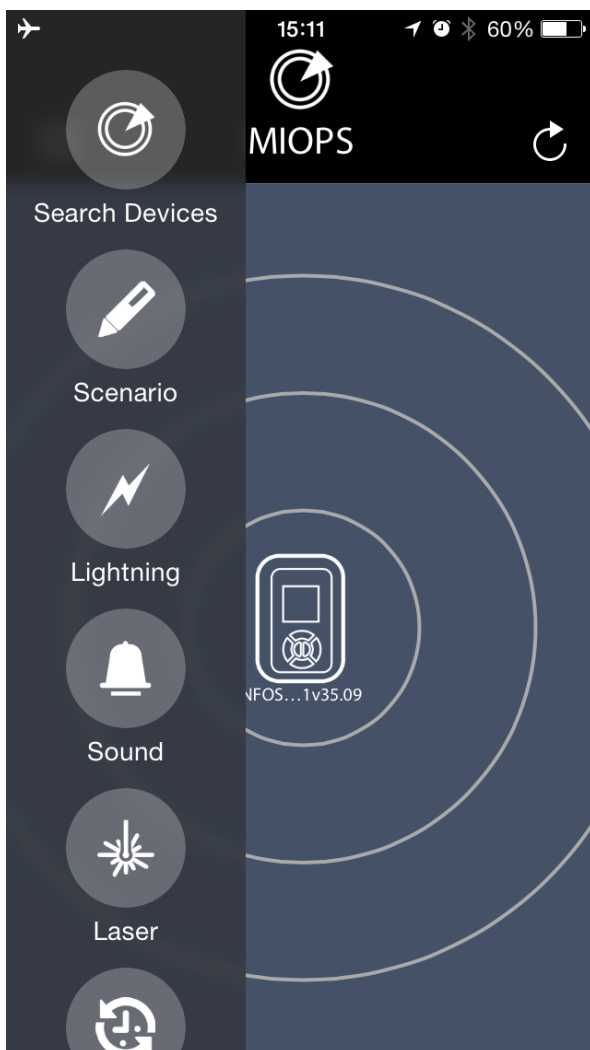 15:11
60%
MIOPS
Search Devices
Scenario
Lightning
NFOS...1v35.09
Sound
Laser